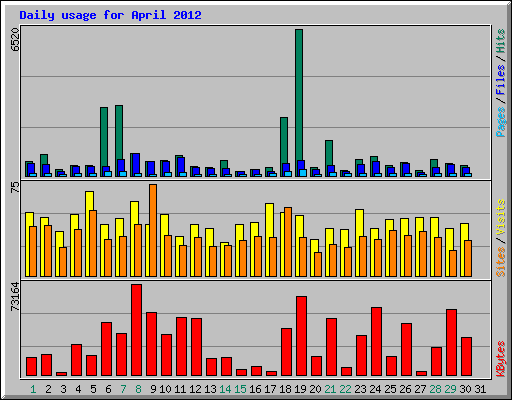 Daily usage for April 2012
6520
Pages / Files / Hits
75
Sites / Visits
73164
KBytes
1 2 3 4 5 6 7 8 9 10 11 12 13 14 15 16 17 18 19 20 21 22 23 24 25 26 27 28 29 30 31